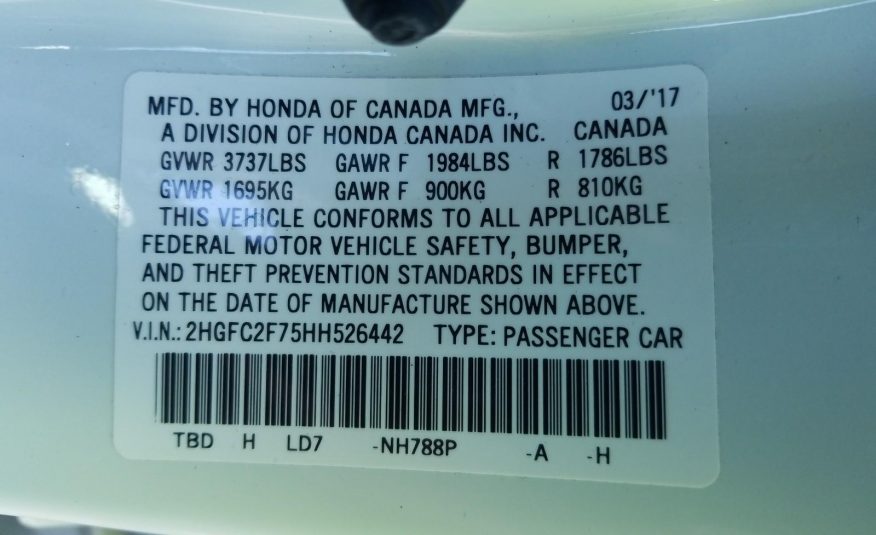 MFD. BY HONDA OF CANADA MFG., 03/'17
A DIVISION OF HONDA CANADA INC. CANADA
GVWR 3737LBS GAWR F 1984LBS R 1786LBS
GVWR 1695KG GAWR F 900KG R 810KG
THIS VEHICLE CONFORMS TO ALL APPLICABLE
FEDERAL MOTOR VEHICLE SAFETY, BUMPER,
AND THEFT PREVENTION STANDARDS IN EFFECT
ON THE DATE OF MANUFACTURE SHOWN ABOVE.
V.I.N.: 2HGFC2F75HH526442 TYPE: PASSENGER CAR
TBD H LD7 -NH788P -A -H